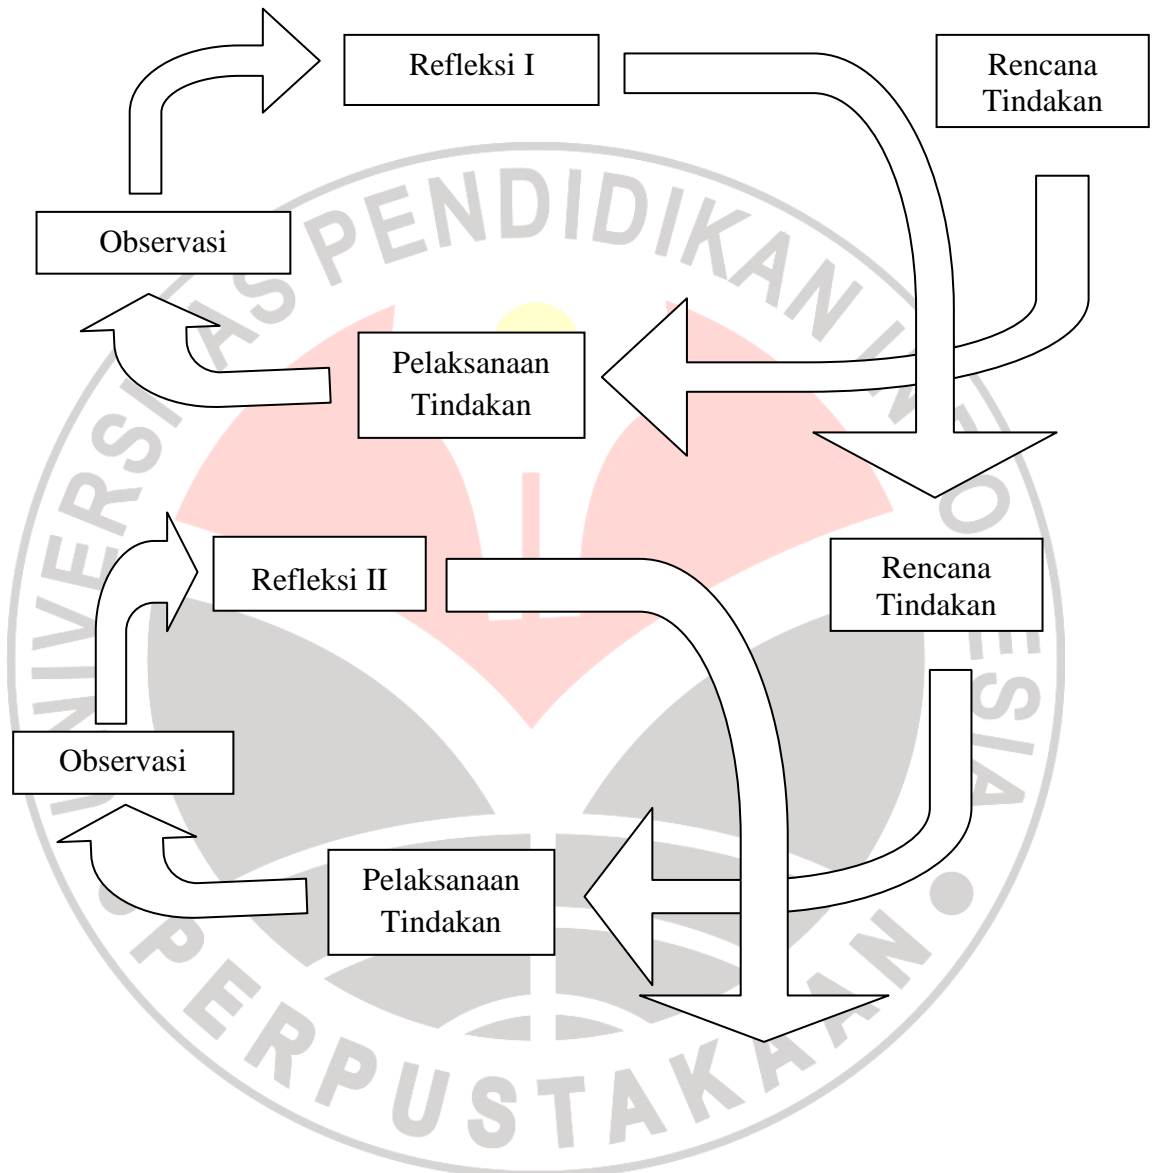 Refleksi I
Rencana
Tindakan
Observasi
Pelaksanaan
Tindakan
Refleksi II
Rencana
Tindakan
Observasi
Pelaksanaan
Tindakan
UNIVERSITAS PENDIDIKAN INDONESIA
PERPUSTAKAAN